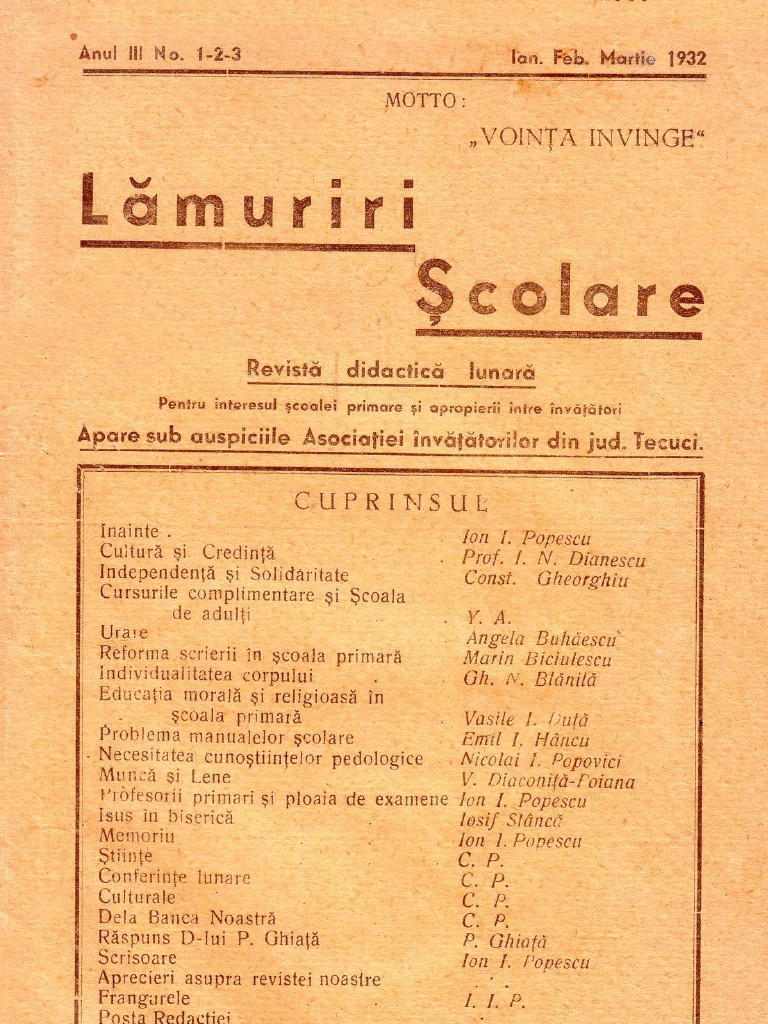 Anul III No. 1-2-3
Ian. Feb. Martie 1932
MOTTO:
„VOINŢA INVINGE“
Lămuriri
Şcolare
Revistă didactică lunară
Pentru interesul şcoalei primare şi apropierii intre învăţători
Apare sub auspiciile Asociaţiei învăţătorilor din jud. Tecuci.
CUPRINSUL
Inainte . Ion I. Popescu
Cultură şi Credinţă . Prof. I. N. Dianescu
Independenţă şi Solidaritate Const. Gheorghiu
Cursurile complimentare şi Şcoala
de adulţi . Y. A.
Urare Angela Buhăescu
Reforma scrierii în şcoala primară . Marin Biciulescu
Individualitatea corpului . . Gh. N. Blănilă
Educaţia morală şi religioasă în
şcoala primară . Vasile I. Duţă
Problema manualelor şcolare . Emil I. Hâncu
Necesitatea cunoştiinţelor pedologice . Nicolai I. Popovici
Muncă şi Lene V. Diaconiţă-Poiana
Profesorii primari şi ploaia de examene Ion I. Popescu
Isus in biserică Iosif Stâncă
Memoriu . Ion I. Popescu
Ştiinţe C. P.
Conferinţe lunare . C. P.
Culturale . C. P.
Dela Banca Noastră . C. P.
Răspuns D-lui P. Ghiaţă P. Ghiaţă
Scrisoare . Ion I. Popescu
Aprecieri asupra revistei noastre . .
Frangurele . I. I. P.
Posta Redactiei .